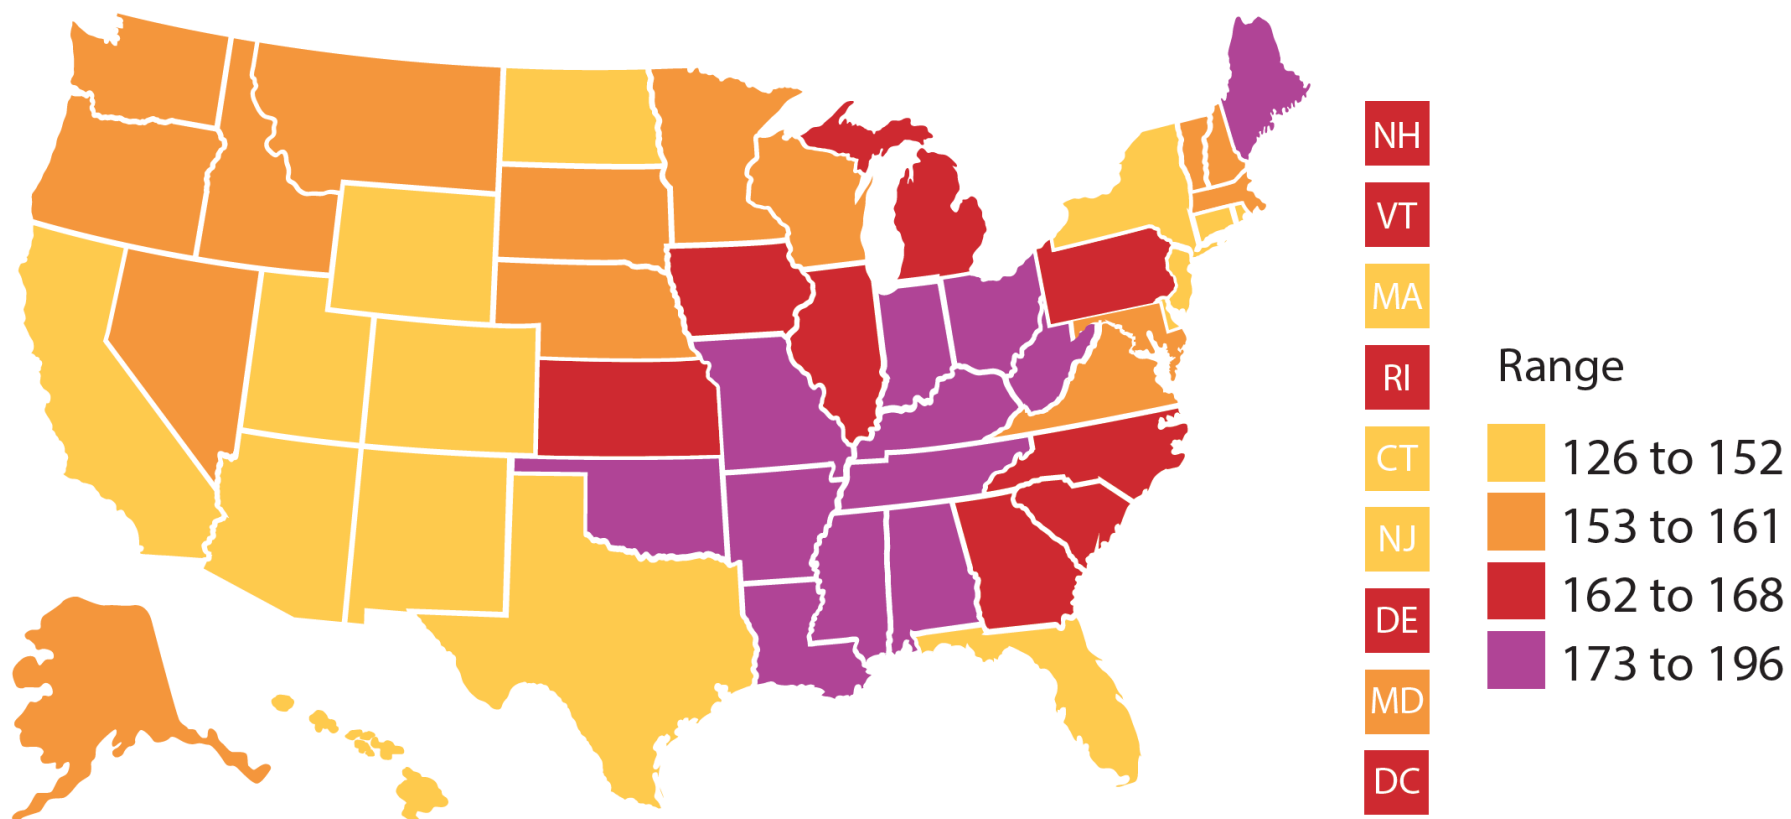 NH
VT
MA
RI
CT
NJ
DE
MD
DC
Range
126 to 152
153 to 161
162 to 168
173 to 196